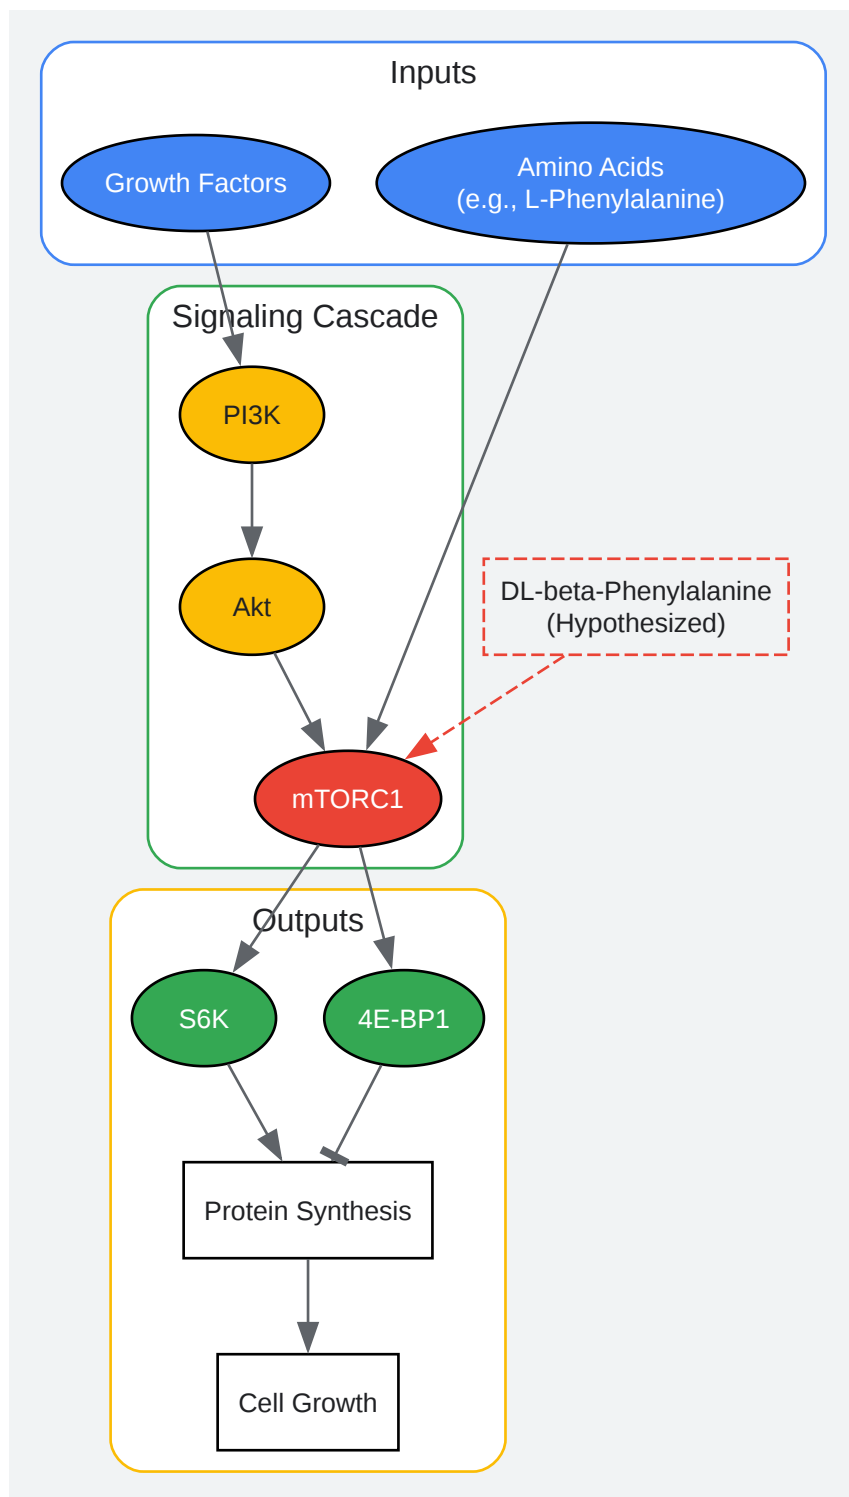 Inputs
Growth Factors
Amino Acids
(e.g., L-Phenylalanine)
Signaling Cascade
PI3K
Akt
DL-beta-Phenylalanine
(Hypothesized)
mTORC1
Outputs
S6K
4E-BP1
Protein Synthesis
Cell Growth